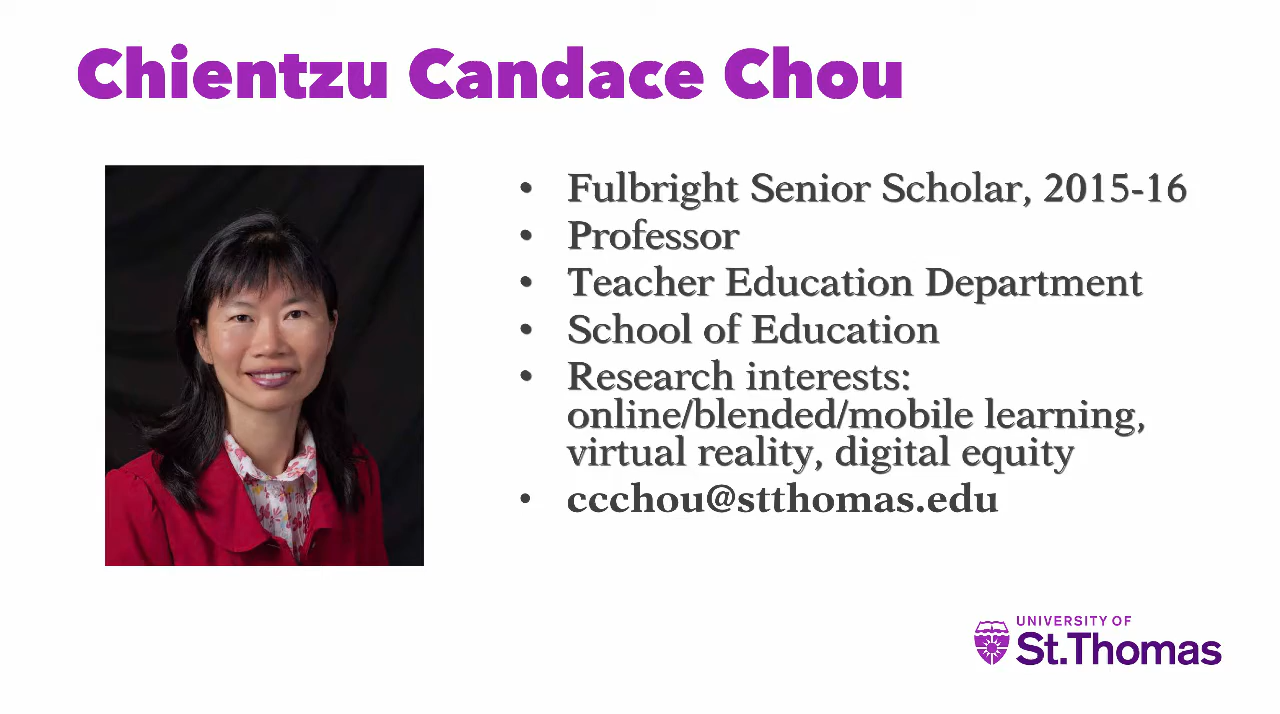 Chientzu Candace Chou
• Fulbright Senior Scholar, 2015-16
• Professor
• Teacher Education Department
• School of Education
• Research interests:
online/blended/mobile learning,
virtual reality, digital equity
• ccchou@stthomas.edu
UNIVERSITY OF
St.Thomas